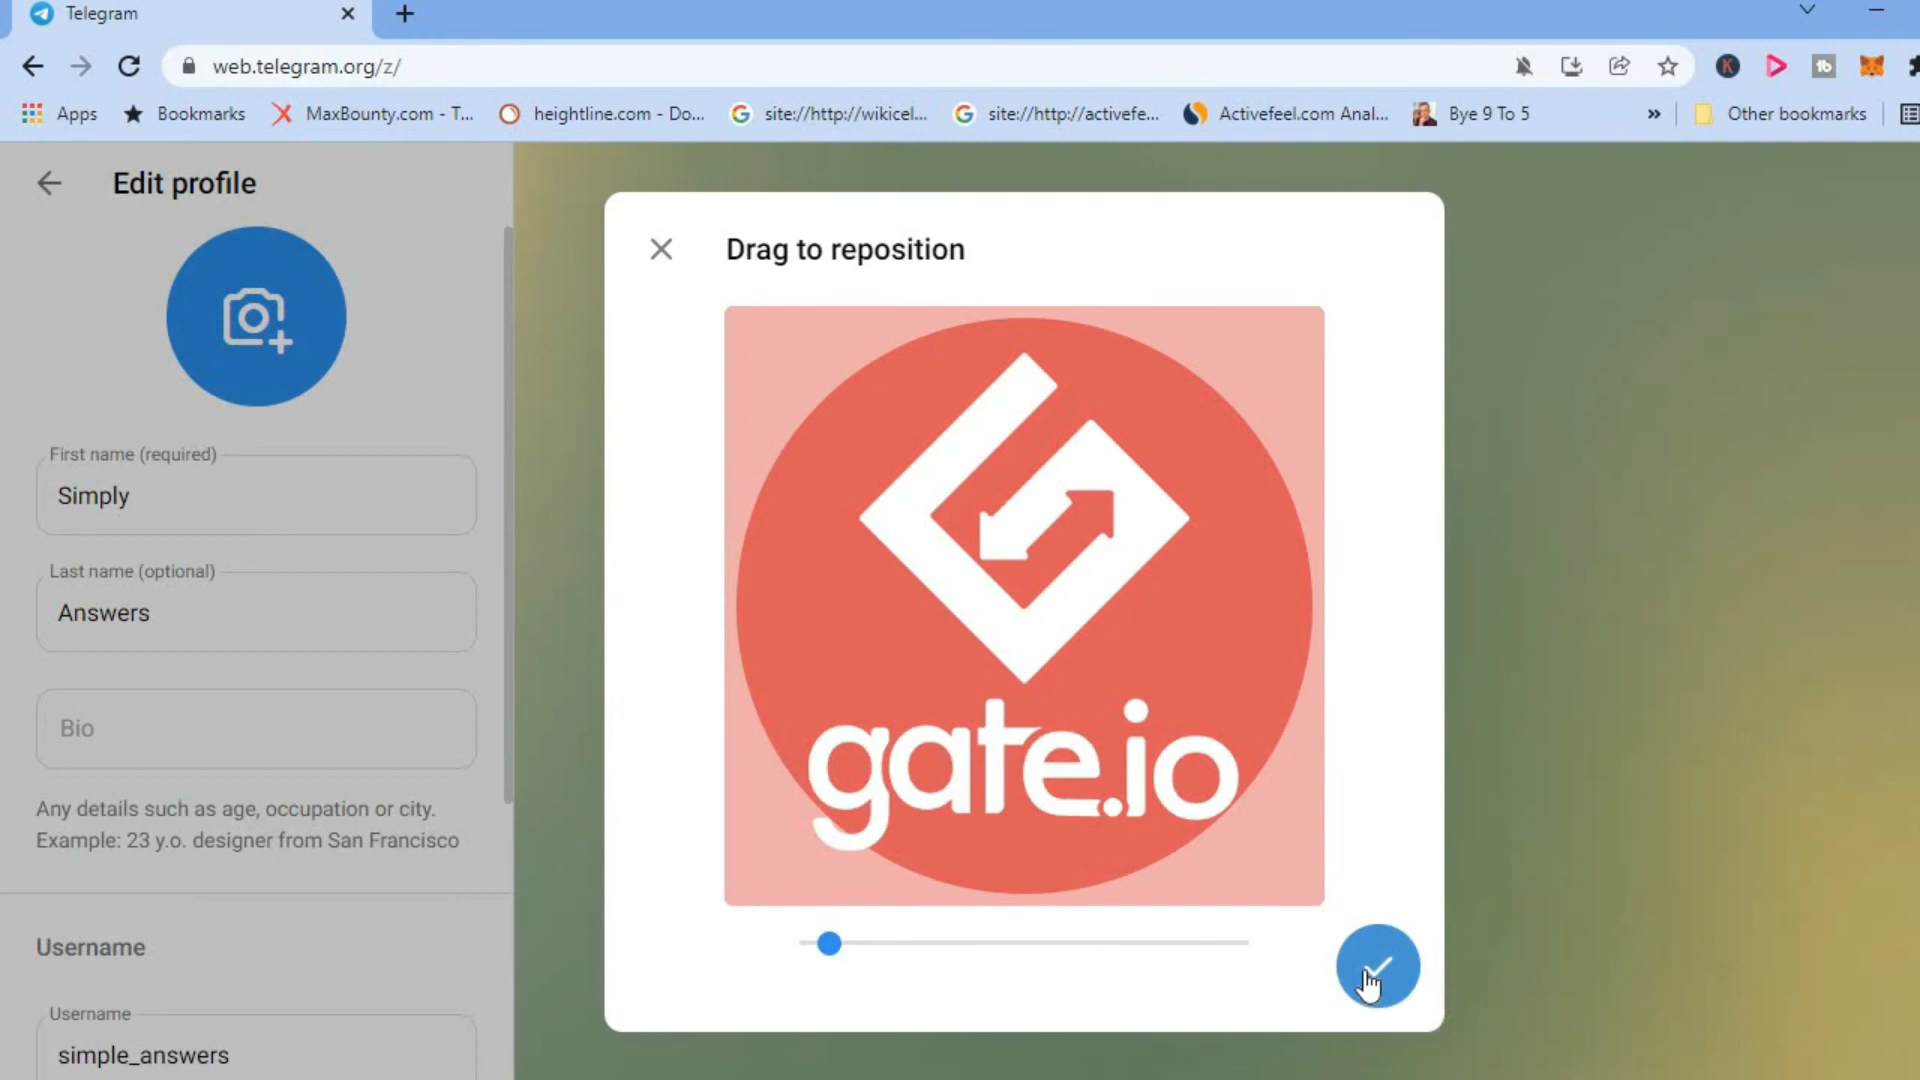 Telegram
web.telegram.org/z/
K
tb
Apps
Bookmarks
MaxBounty.com - T...
heightline.com - Do...
site://http://wikicel...
site://http://activefe...
Activefeel.com Anal...
Bye 9 To 5
»
Other bookmarks
Edit profile
Drag to reposition
First name (required)
Simply
Last name (optional)
Answers
Bio
Any details such as age, occupation or city.
Example: 23 y.o. designer from San Francisco
gate.io
Username
Username
simple_answers